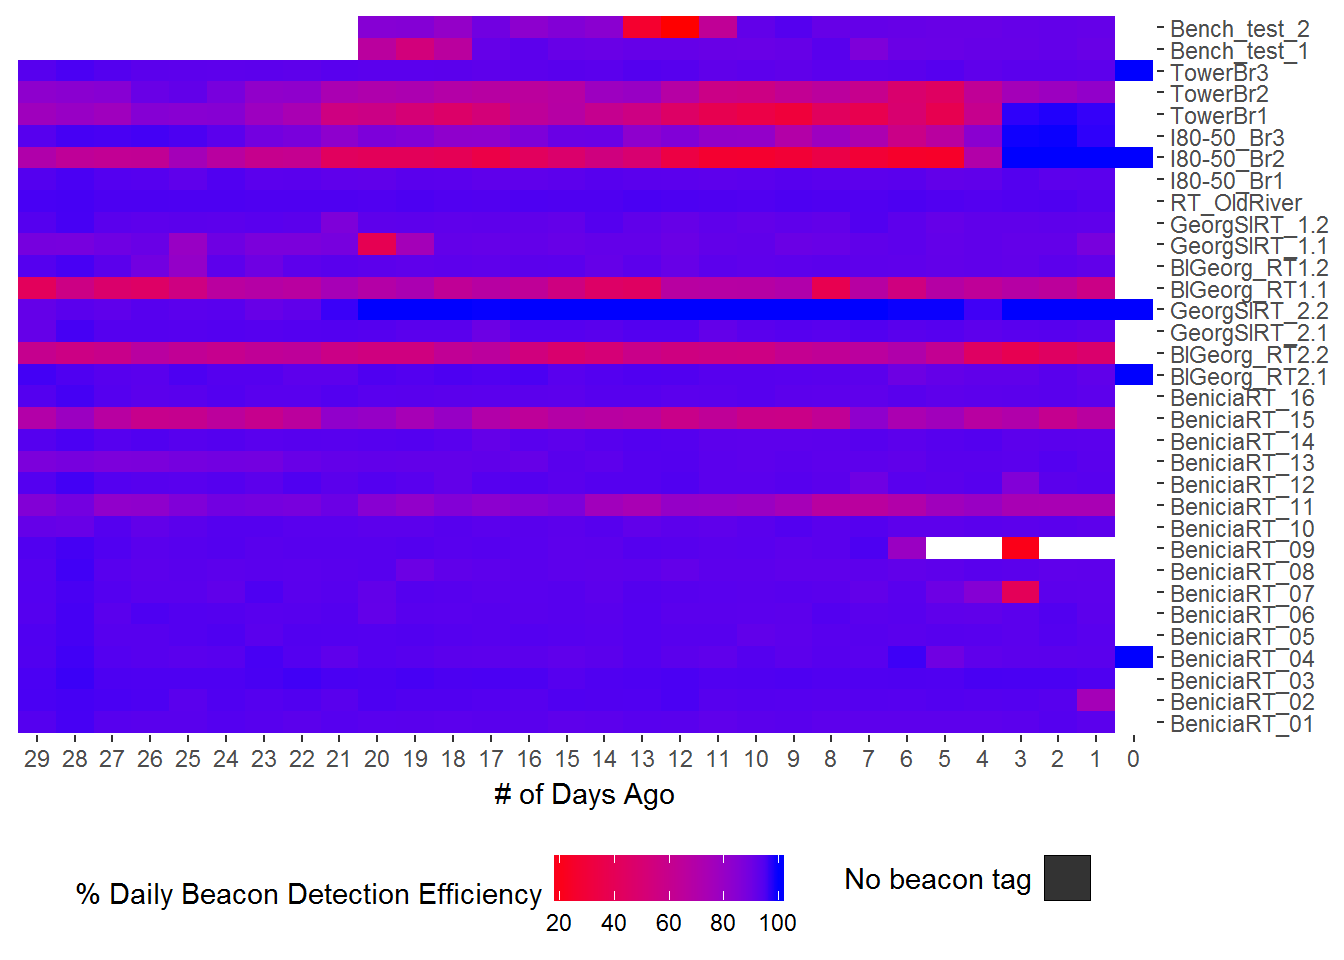 Bench_test_2
Bench_test_1
TowerBr3
TowerBr2
TowerBr1
I80-50_Br3
I80-50_Br2
I80-50_Br1
RT_OldRiver
GeorgSlRT_1.2
GeorgSlRT_1.1
BlGeorg_RT1.2
BlGeorg_RT1.1
GeorgSlRT_2.2
GeorgSlRT_2.1
BlGeorg_RT2.2
BlGeorg_RT2.1
BeniciaRT_16
BeniciaRT_15
BeniciaRT_14
BeniciaRT_13
BeniciaRT_12
BeniciaRT_11
BeniciaRT_10
BeniciaRT_09
BeniciaRT_08
BeniciaRT_07
BeniciaRT_06
BeniciaRT_05
BeniciaRT_04
BeniciaRT_03
BeniciaRT_02
BeniciaRT_01
29 28 27 26 25 24 23 22 21 20 19 18 17 16 15 14 13 12 11 10 9 8 7 6 5 4 3 2 1 0
# of Days Ago
% Daily Beacon Detection Efficiency
20 40 60 80 100
No beacon tag